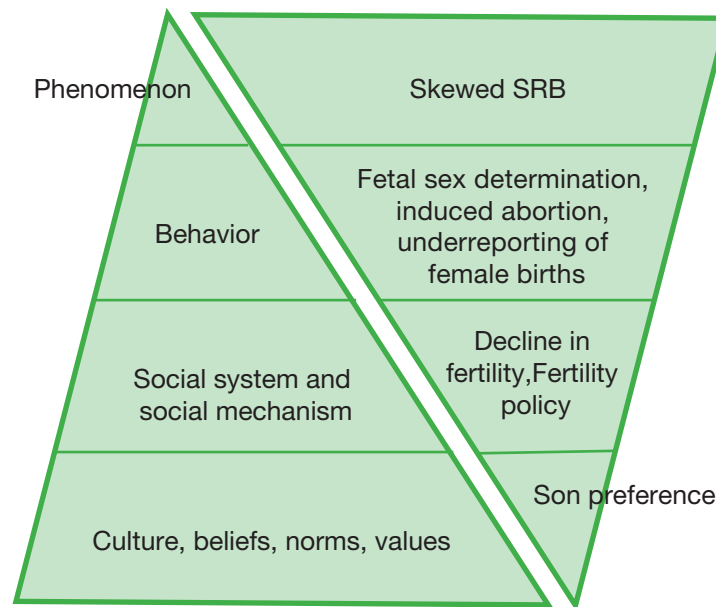 Phenomenon
Skewed SRB
Behavior
Fetal sex determination,
induced abortion,
underreporting of
female births
Social system and
social mechanism
Decline in
fertility,Fertility
policy
Culture, beliefs, norms, values
Son preference